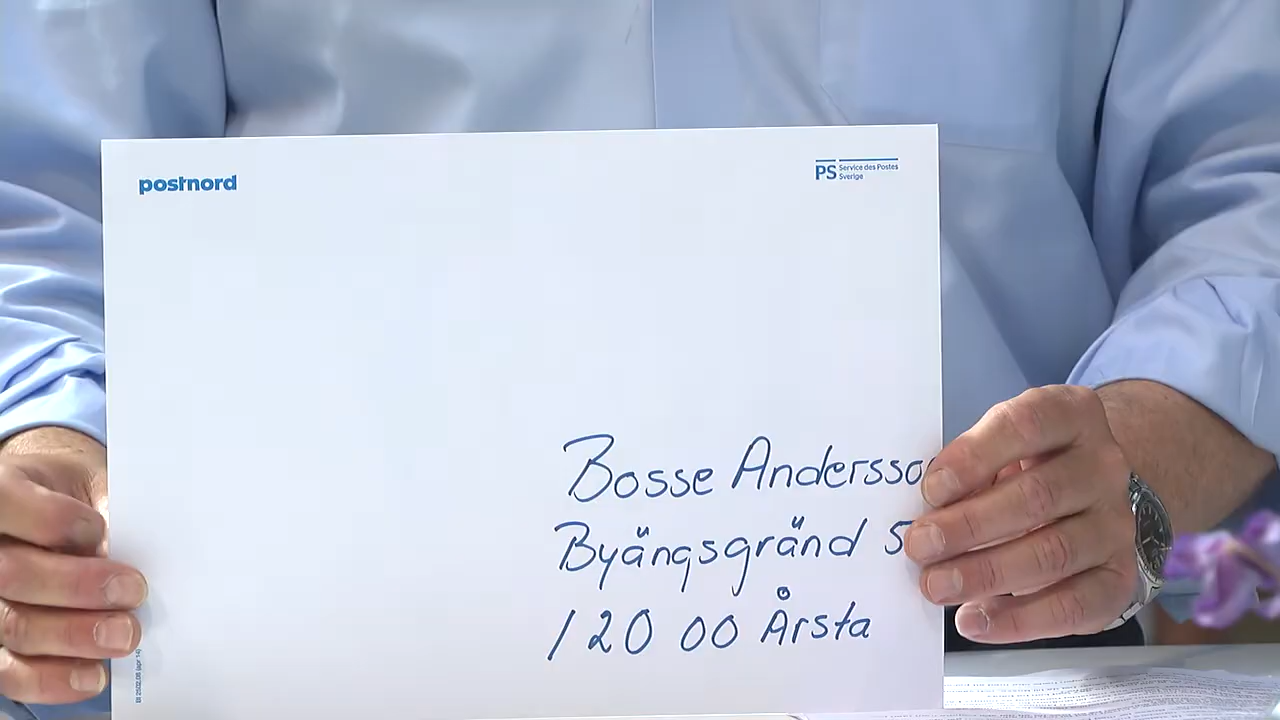 postnord
PS Service des Postes
Sverige
Bosse Andersso
Byängsgränd 5
120 00 Årsta